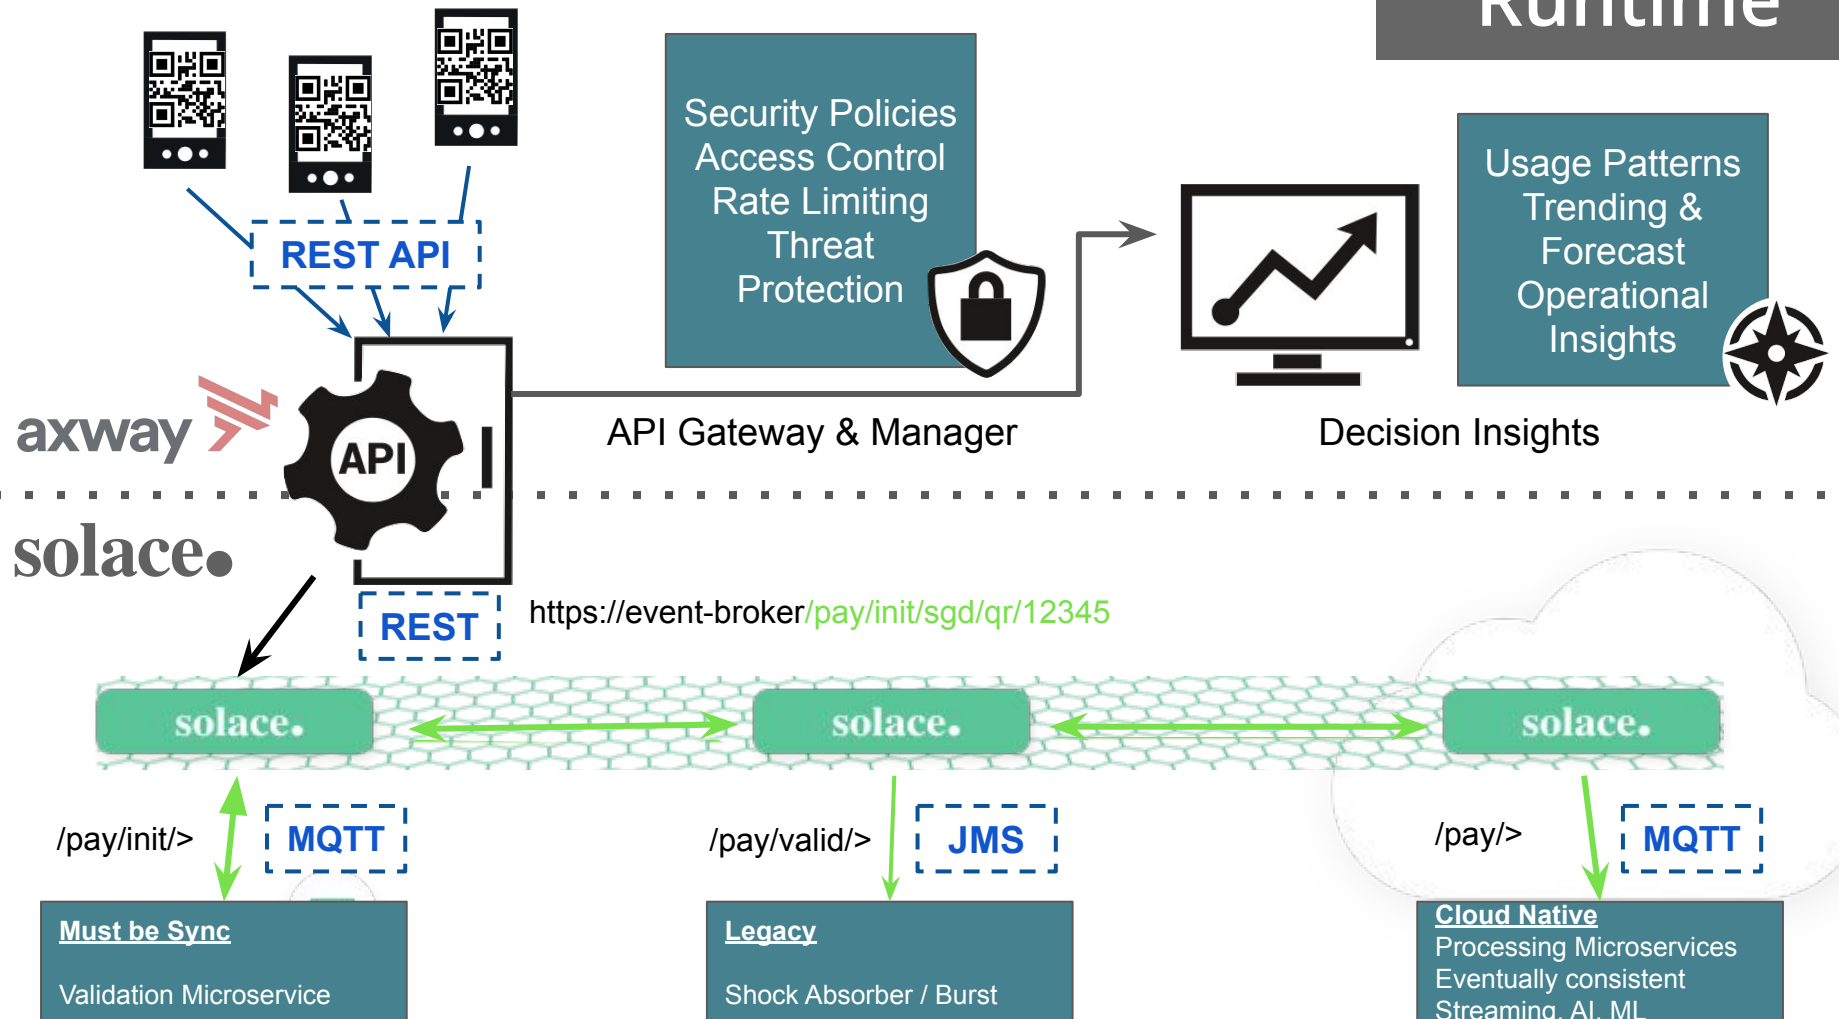 Runtime
Security Policies
Access Control
Rate Limiting
Threat
Protection
Usage Patterns
Trending &
Forecast
Operational
Insights
REST API
axway
API
API Gateway & Manager
Decision Insights
solace.
REST
https://event-broker/pay/init/sgd/qr/12345
solace.
solace.
solace.
/pay/init/>
MQTT
/pay/valid/>
JMS
/pay/>
MQTT
Must be Sync
Validation Microservice
Legacy
Shock Absorber / Burst
Cloud Native
Processing Microservices
Eventually consistent
Streaming, AI, ML